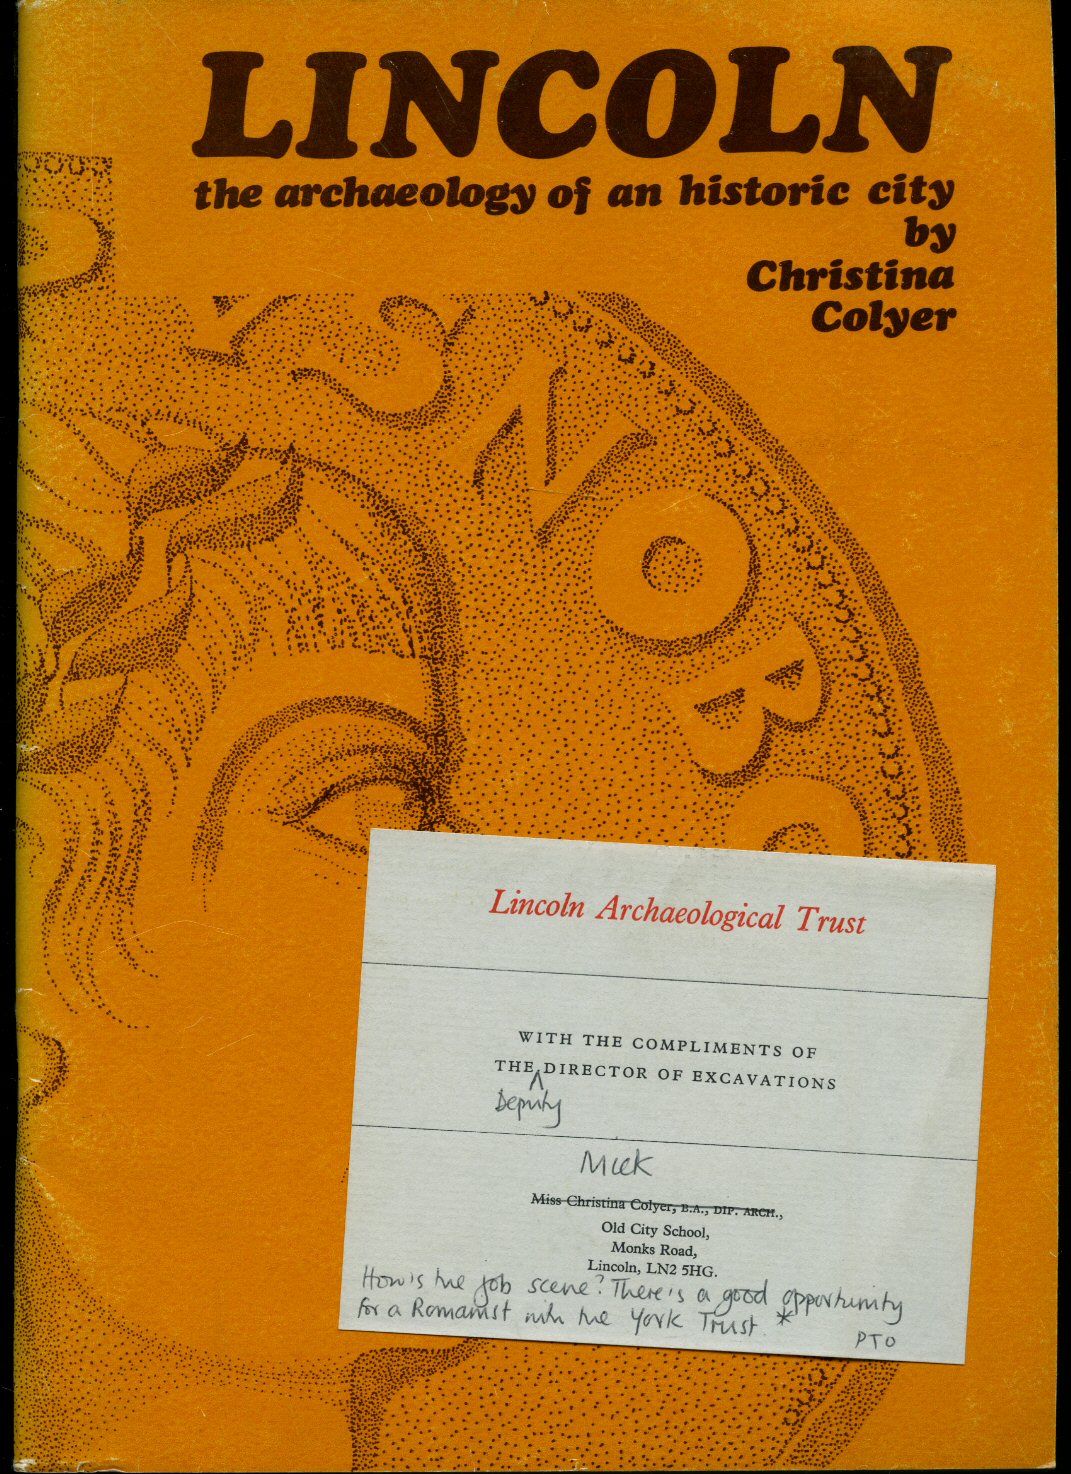 LINCOLN
the archaeology of an historic city
by
Christina
Colyer
Lincoln Archaeological Trust
WITH THE COMPLIMENTS OF
THE DIRECTOR OF EXCAVATIONS
Deputy
Mick
Miss Christina Colyer, B.A., DIP. ARCH.,
Old City School,
Monks Road,
Lincoln, LN2 5HG.
How's the job scene? There's a good opportunity
for a Romanist with the York Trust. *
PTO